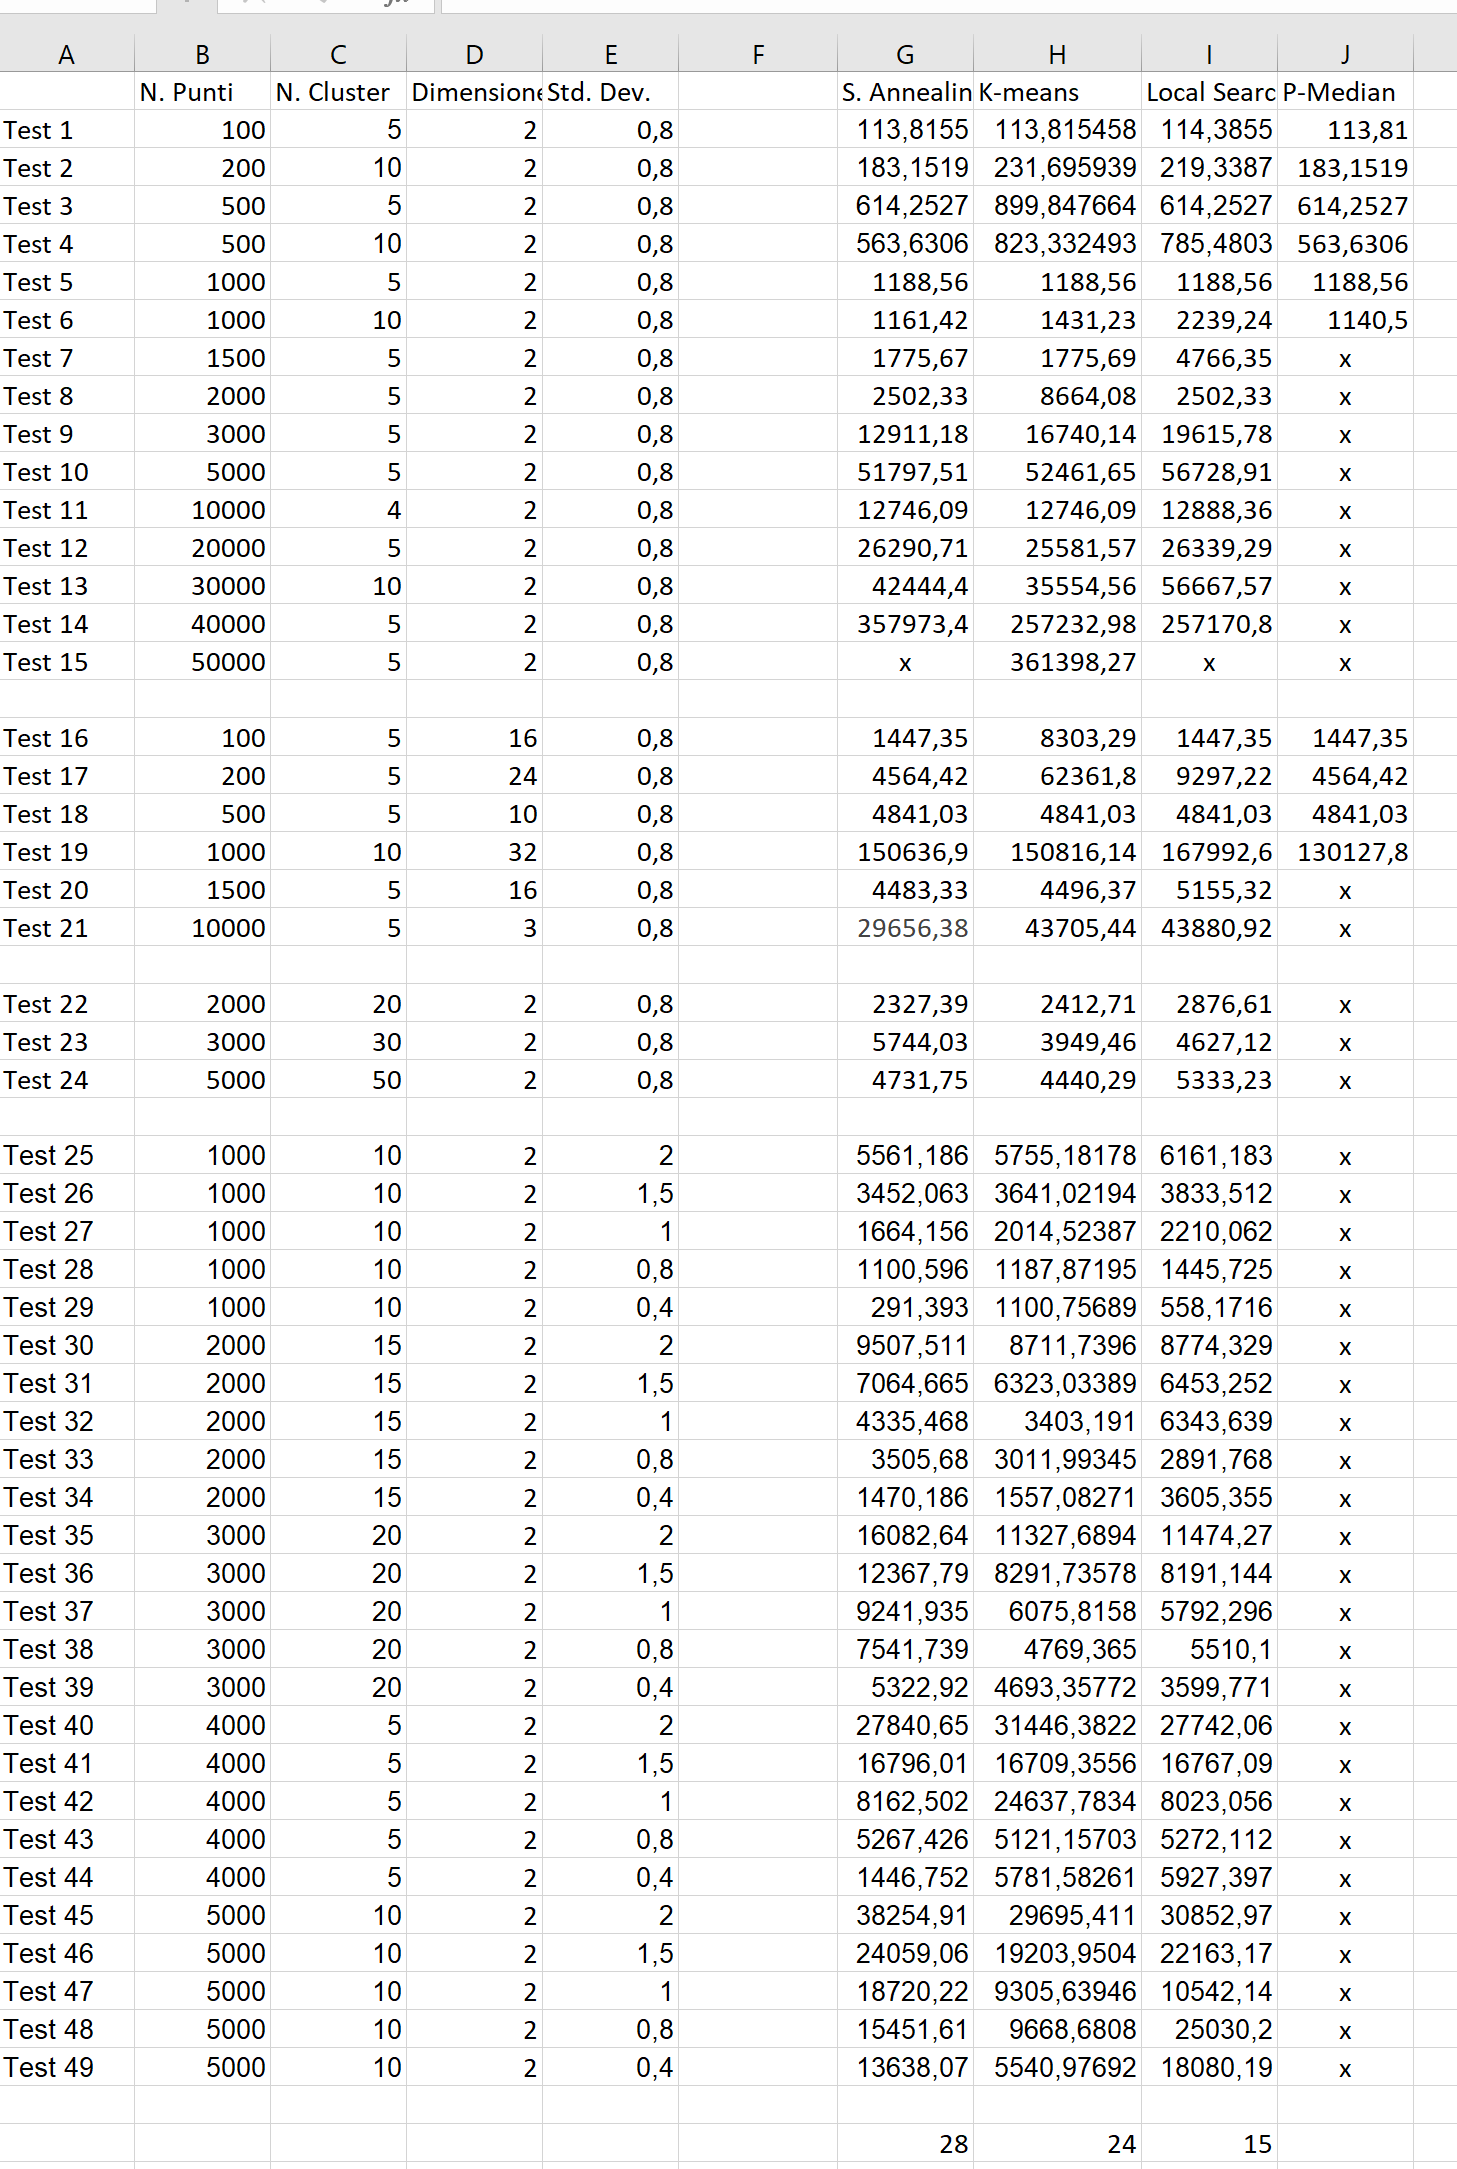 A B C D E F G H I J
N. Punti N. Cluster Dimensione Std. Dev. S. Annealin K-means Local Searc P-Median
Test 1 100 5 2 0,8 113,8155 113,815458 114,3855 113,81
Test 2 200 10 2 0,8 183,1519 231,695939 219,3387 183,1519
Test 3 500 5 2 0,8 614,2527 899,847664 614,2527 614,2527
Test 4 500 10 2 0,8 563,6306 823,332493 785,4803 563,6306
Test 5 1000 5 2 0,8 1188,56 1188,56 1188,56 1188,56
Test 6 1000 10 2 0,8 1161,42 1431,23 2239,24 1140,5
Test 7 1500 5 2 0,8 1775,67 1775,69 4766,35 x
Test 8 2000 5 2 0,8 2502,33 8664,08 2502,33 x
Test 9 3000 5 2 0,8 12911,18 16740,14 19615,78 x
Test 10 5000 5 2 0,8 51797,51 52461,65 56728,91 x
Test 11 10000 4 2 0,8 12746,09 12746,09 12888,36 x
Test 12 20000 5 2 0,8 26290,71 25581,57 26339,29 x
Test 13 30000 10 2 0,8 42444,4 35554,56 56667,57 x
Test 14 40000 5 2 0,8 357973,4 257232,98 257170,8 x
Test 15 50000 5 2 0,8 x 361398,27 x x
Test 16 100 5 16 0,8 1447,35 8303,29 1447,35 1447,35
Test 17 200 5 24 0,8 4564,42 62361,8 9297,22 4564,42
Test 18 500 5 10 0,8 4841,03 4841,03 4841,03 4841,03
Test 19 1000 10 32 0,8 150636,9 150816,14 167992,6 130127,8
Test 20 1500 5 16 0,8 4483,33 4496,37 5155,32 x
Test 21 10000 5 3 0,8 29656,38 43705,44 43880,92 x
Test 22 2000 20 2 0,8 2327,39 2412,71 2876,61 x
Test 23 3000 30 2 0,8 5744,03 3949,46 4627,12 x
Test 24 5000 50 2 0,8 4731,75 4440,29 5333,23 x
Test 25 1000 10 2 2 5561,186 5755,18178 6161,183 x
Test 26 1000 10 2 1,5 3452,063 3641,02194 3833,512 x
Test 27 1000 10 2 1 1664,156 2014,52387 2210,062 x
Test 28 1000 10 2 0,8 1100,596 1187,87195 1445,725 x
Test 29 1000 10 2 0,4 291,393 1100,75689 558,1716 x
Test 30 2000 15 2 2 9507,511 8711,7396 8774,329 x
Test 31 2000 15 2 1,5 7064,665 6323,03389 6453,252 x
Test 32 2000 15 2 1 4335,468 3403,191 6343,639 x
Test 33 2000 15 2 0,8 3505,68 3011,99345 2891,768 x
Test 34 2000 15 2 0,4 1470,186 1557,08271 3605,355 x
Test 35 3000 20 2 2 16082,64 11327,6894 11474,27 x
Test 36 3000 20 2 1,5 12367,79 8291,73578 8191,144 x
Test 37 3000 20 2 1 9241,935 6075,8158 5792,296 x
Test 38 3000 20 2 0,8 7541,739 4769,365 5510,1 x
Test 39 3000 20 2 0,4 5322,92 4693,35772 3599,771 x
Test 40 4000 5 2 2 27840,65 31446,3822 27742,06 x
Test 41 4000 5 2 1,5 16796,01 16709,3556 16767,09 x
Test 42 4000 5 2 1 8162,502 24637,7834 8023,056 x
Test 43 4000 5 2 0,8 5267,426 5121,15703 5272,112 x
Test 44 4000 5 2 0,4 1446,752 5781,58261 5927,397 x
Test 45 5000 10 2 2 38254,91 29695,411 30852,97 x
Test 46 5000 10 2 1,5 24059,06 19203,9504 22163,17 x
Test 47 5000 10 2 1 18720,22 9305,63946 10542,14 x
Test 48 5000 10 2 0,8 15451,61 9668,6808 25030,2 x
Test 49 5000 10 2 0,4 13638,07 5540,97692 18080,19 x
28 24 15